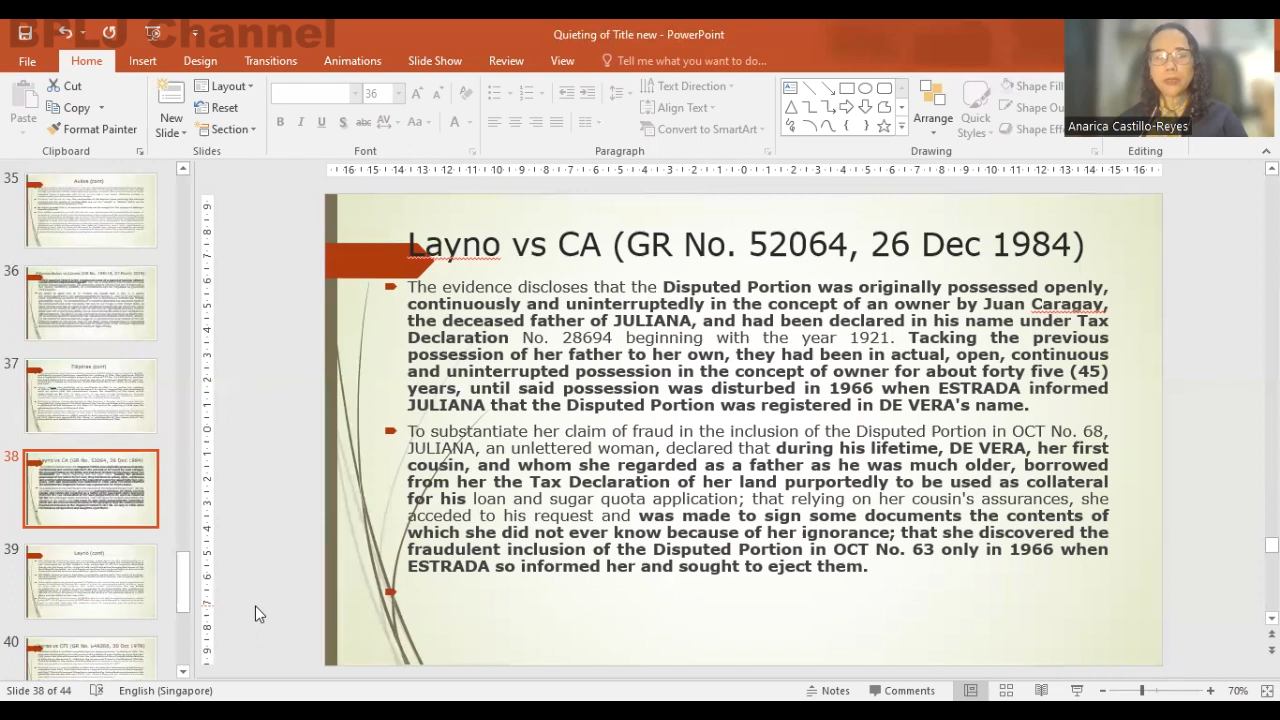 BPLJ Channel
Quieting of Title new - PowerPoint
File Home Insert Design Transitions Animations Slide Show Review View Tell me what you want to do...
Cut
Copy
Format Painter
Paste
Clipboard
New Slide
Layout
Reset
Section
Slides
36
Font
Text Direction
Align Text
Convert to SmartArt
Paragraph
Arrange
Quick Styles
Shape Fill
Shape Ou
Shape Effe
Drawing
Editing
Anarica Castillo-Reyes
35
36
37
38
39
40
Layno vs CA (GR No. 52064, 26 Dec 1984)
The evidence discloses that the Disputed Portion was originally possessed openly,
continuously and uninterruptedly in the concept of an owner by Juan Caragay,
the deceased father of JULIANA, and had been declared in his name under Tax
Declaration No. 28694 beginning with the year 1921. Tacking the previous
possession of her father to her own, they had been in actual, open, continuous
and uninterrupted possession in the concept of owner for about forty five (45)
years, until said possession was disturbed in 1966 when ESTRADA informed
JULIANA that the Disputed Portion was registered in DE VERA's name.
To substantiate her claim of fraud in the inclusion of the Disputed Portion in OCT No. 68,
JULIANA, an unlettered woman, declared that during his lifetime, DE VERA, her first
cousin, and whom she regarded as a father as he was much older, borrowed
from her the Tax Declaration of her land purportedly to be used as collateral
for his loan and sugar quota application; that relying on her cousin's assurances, she
acceded to his request and was made to sign some documents the contents of
which she did not ever know because of her ignorance; that she discovered the
fraudulent inclusion of the Disputed Portion in OCT No. 63 only in 1966 when
ESTRADA so informed her and sought to eject them.
Slide 38 of 44 English (Singapore) Notes Comments 70%